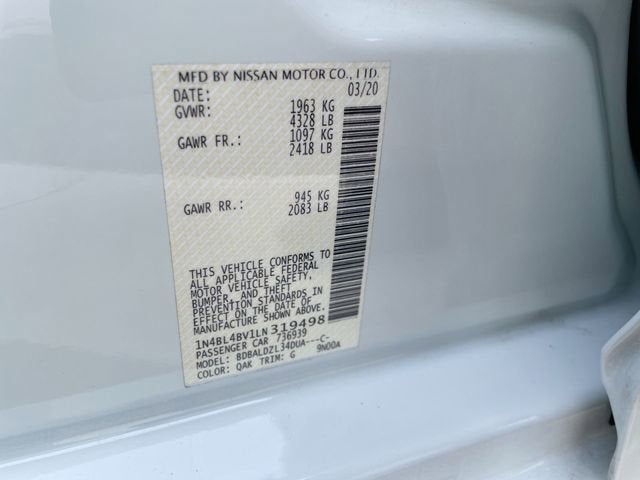 MFD BY NISSAN MOTOR CO., LTD.
DATE: 03/20
GVWR: 1963 KG
4328 LB
GAWR FR.: 1097 KG
2418 LB
GAWR RR.: 945 KG
2083 LB
THIS VEHICLE CONFORMS TO
ALL APPLICABLE FEDERAL
MOTOR VEHICLE SAFETY,
BUMPER, AND THEFT
PREVENTION STANDARDS IN
EFFECT ON THE DATE OF
MANUFACTURE SHOWN ABOVE.
1N4BL4BV1LN319498
PASSENGER CAR 736939
MODEL: BDBALDZL34DUA---C-
COLOR: QAK TRIM: G 9N00A